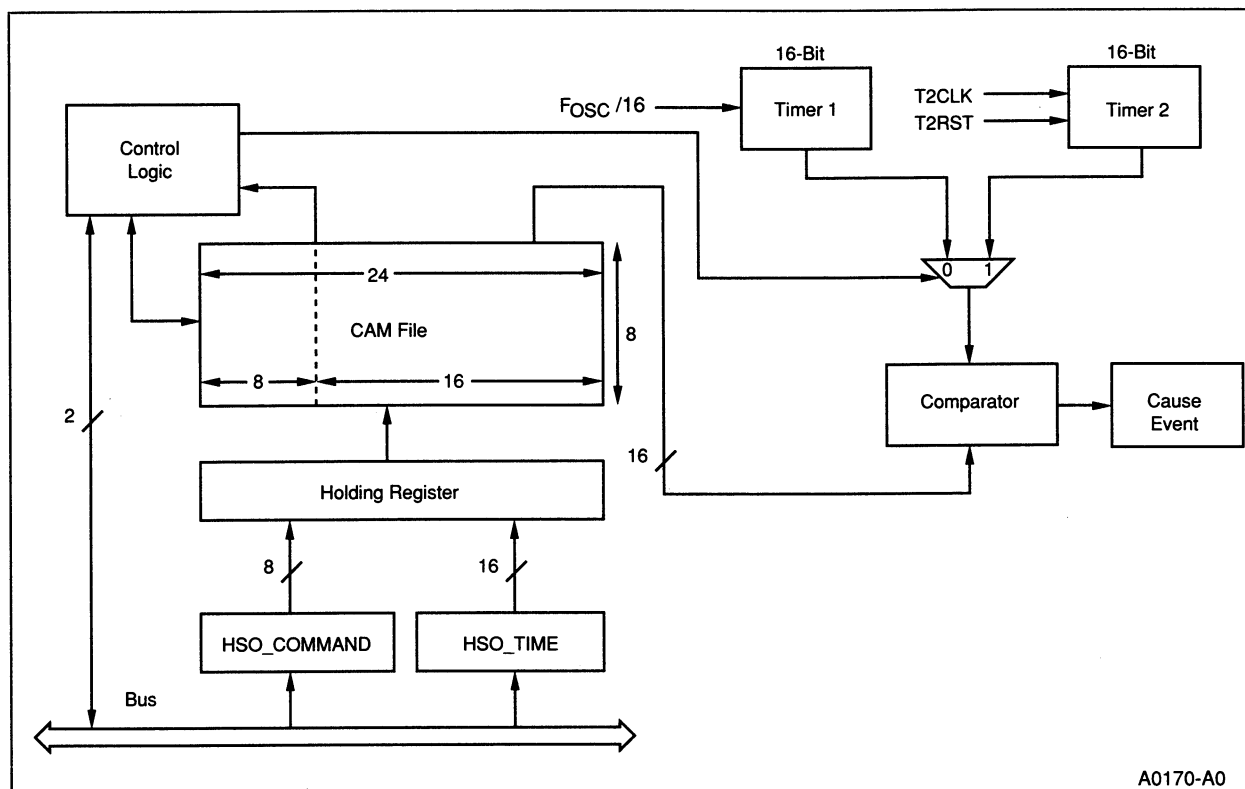 16-Bit
16-Bit
FOSC /16
Timer 1
T2CLK
T2RST
Timer 2
Control
Logic
0 1
24
CAM File
8
8
16
2
Comparator
Cause
Event
16
Holding Register
8
16
HSO_COMMAND
HSO_TIME
Bus
A0170-A0